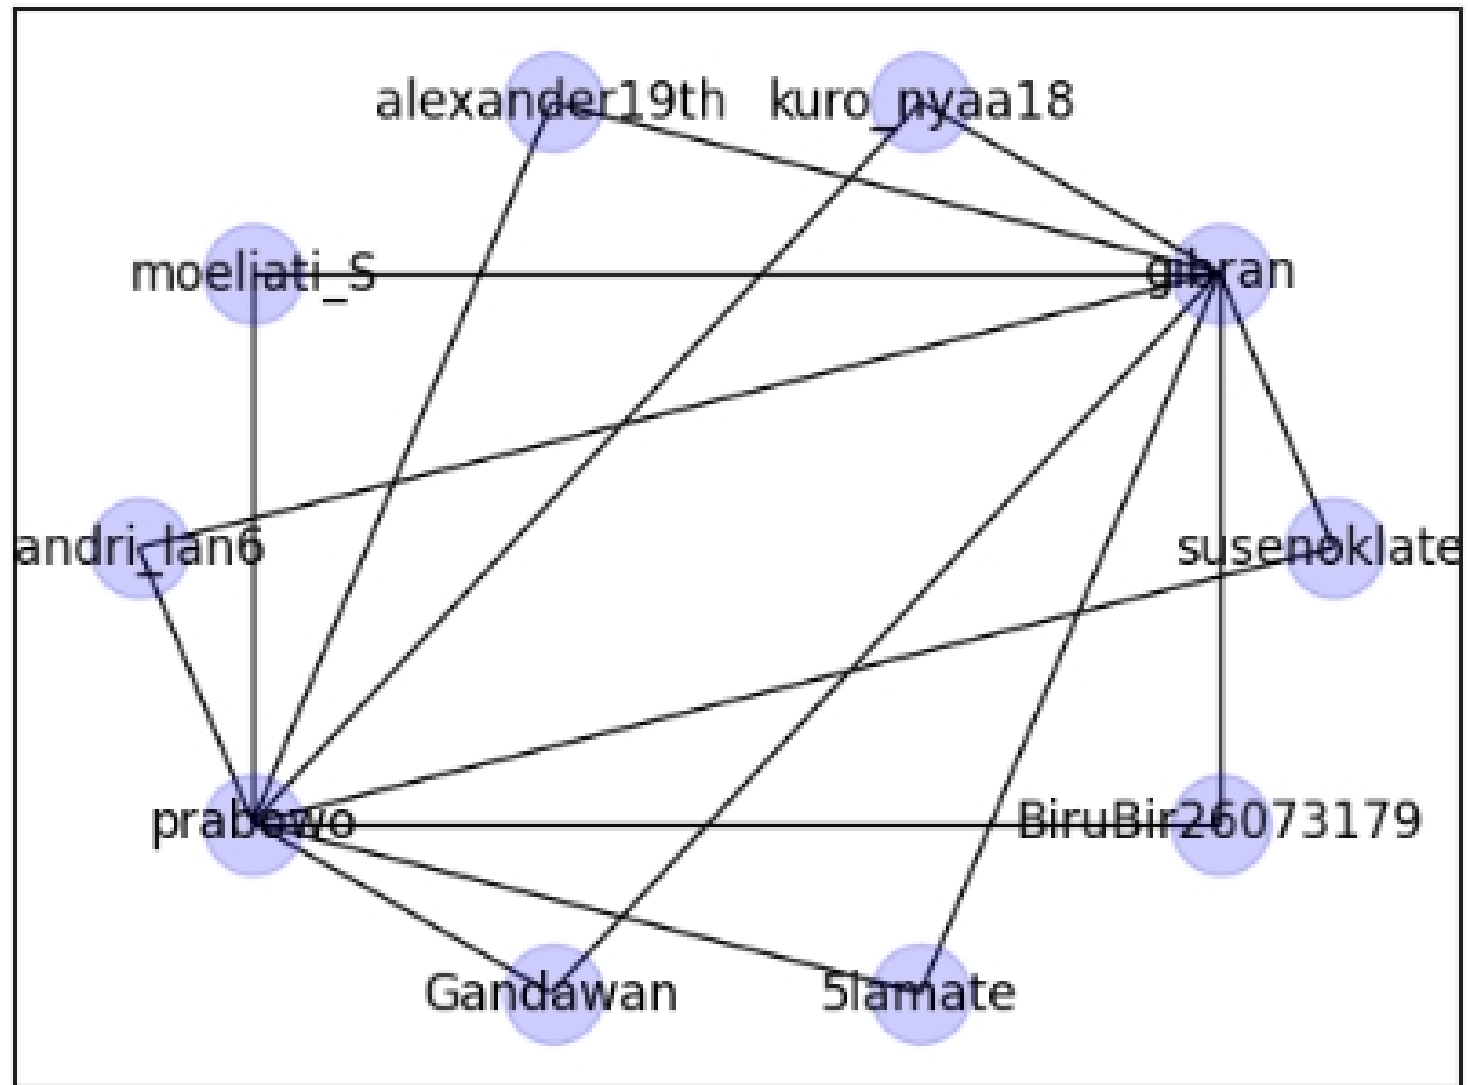 alexander19th
kuro_nyaa18
moeliati_S
gibran
andri_lan6
susenoklate
prabowo
BiruBir26073179
Gandawan
5lamate